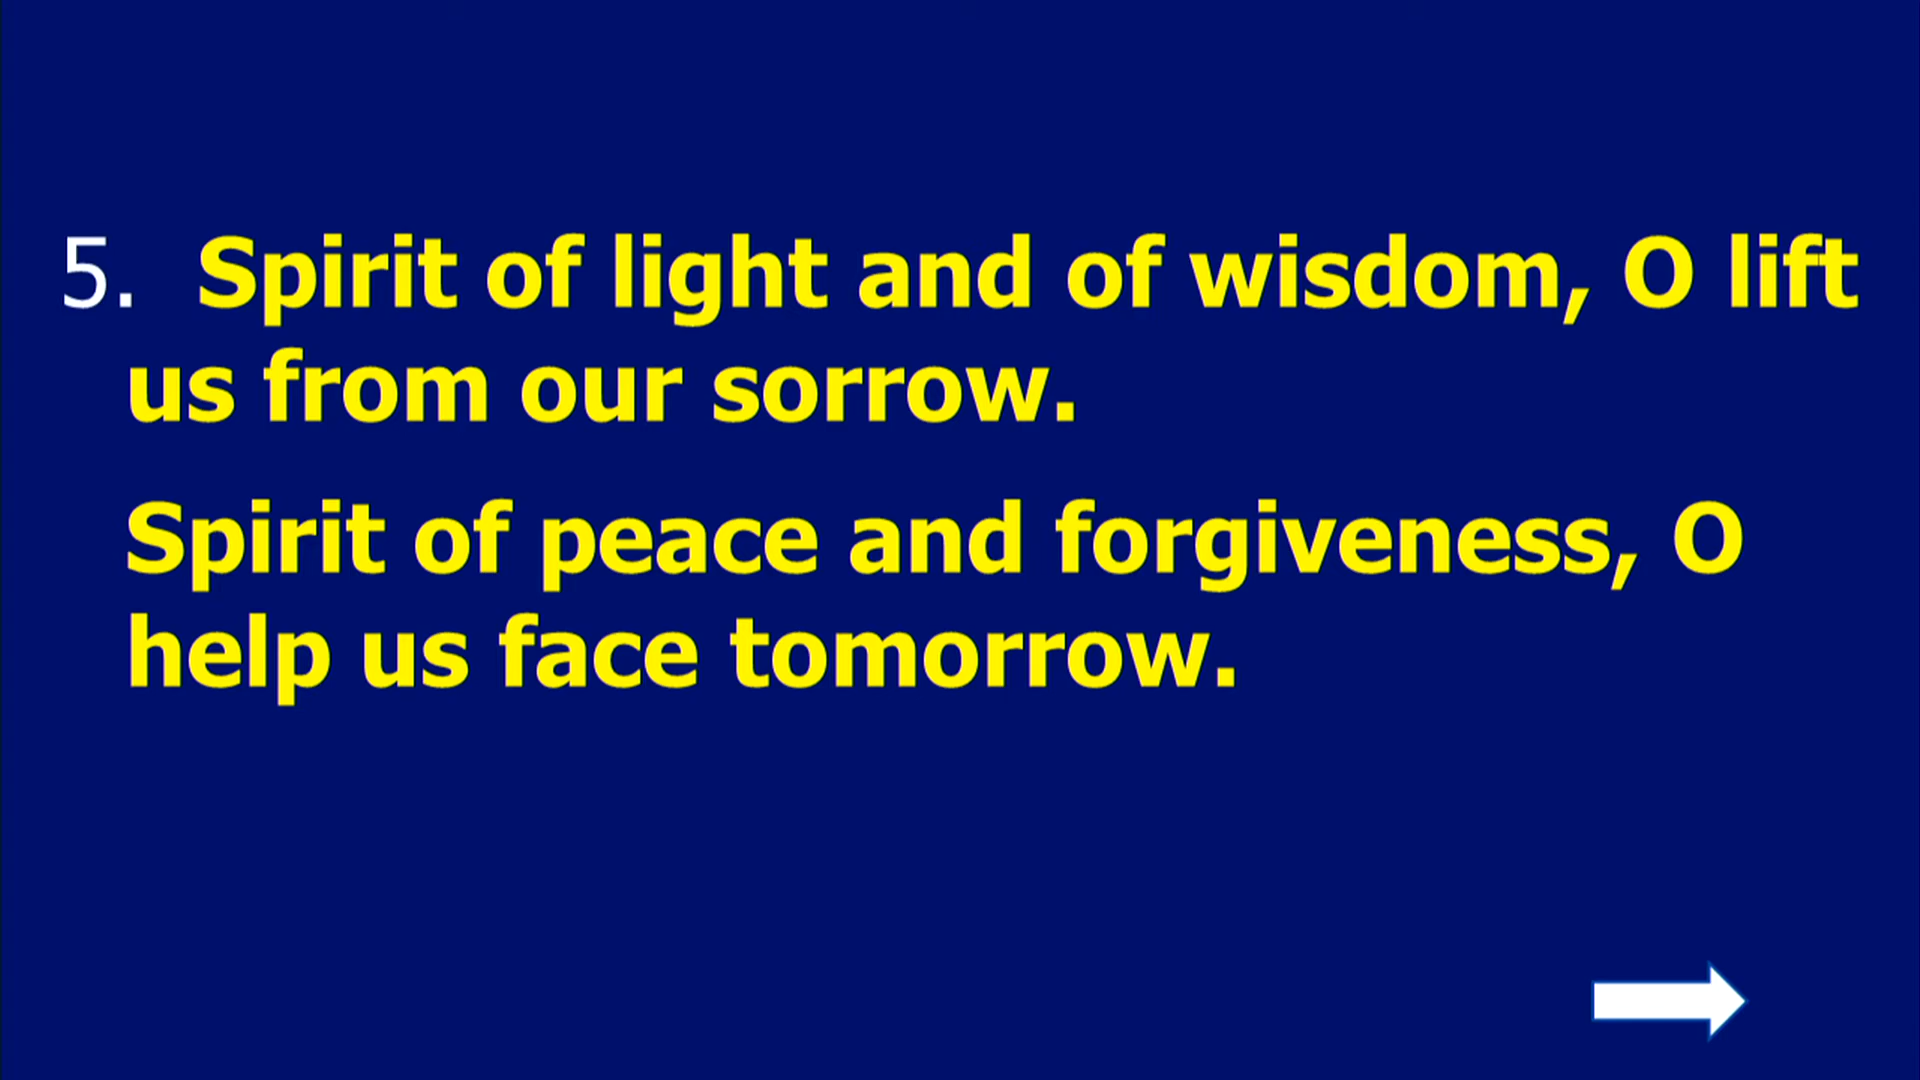 5. Spirit of light and of wisdom, O lift
us from our sorrow.
Spirit of peace and forgiveness, O
help us face tomorrow.